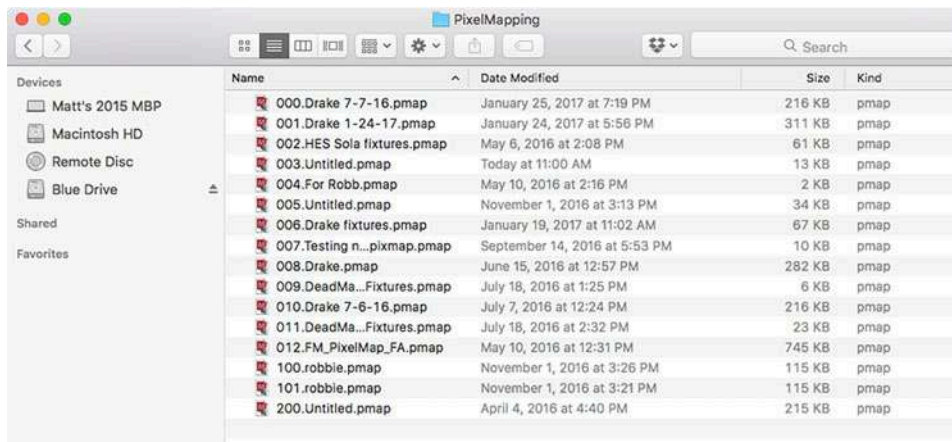 PixelMapping
Search
Devices
Matt's 2015 MBP
Macintosh HD
Remote Disc
Blue Drive
Shared
Favorites
Name Date Modified Size Kind
000.Drake 7-7-16.pmap January 25, 2017 at 7:19 PM 216 KB pmap
001.Drake 1-24-17.pmap January 24, 2017 at 5:56 PM 311 KB pmap
002.HES Sola fixtures.pmap May 6, 2016 at 2:08 PM 61 KB pmap
003.Untitled.pmap Today at 11:00 AM 13 KB pmap
004.For Robb.pmap May 10, 2016 at 2:16 PM 2 KB pmap
005.Untitled.pmap November 1, 2016 at 3:13 PM 34 KB pmap
006.Drake fixtures.pmap January 19, 2017 at 11:02 AM 67 KB pmap
007.Testing n...pixmap.pmap September 14, 2016 at 5:53 PM 10 KB pmap
008.Drake.pmap June 15, 2016 at 12:57 PM 282 KB pmap
009.DeadMa...Fixtures.pmap July 18, 2016 at 1:25 PM 6 KB pmap
010.Drake 7-6-16.pmap July 7, 2016 at 12:24 PM 216 KB pmap
011.DeadMa...Fixtures.pmap July 18, 2016 at 2:32 PM 23 KB pmap
012.FM_PixelMap_FA.pmap May 10, 2016 at 12:31 PM 745 KB pmap
100.robbie.pmap November 1, 2016 at 3:26 PM 115 KB pmap
101.robbie.pmap November 1, 2016 at 3:21 PM 115 KB pmap
200.Untitled.pmap April 4, 2016 at 4:40 PM 215 KB pmap